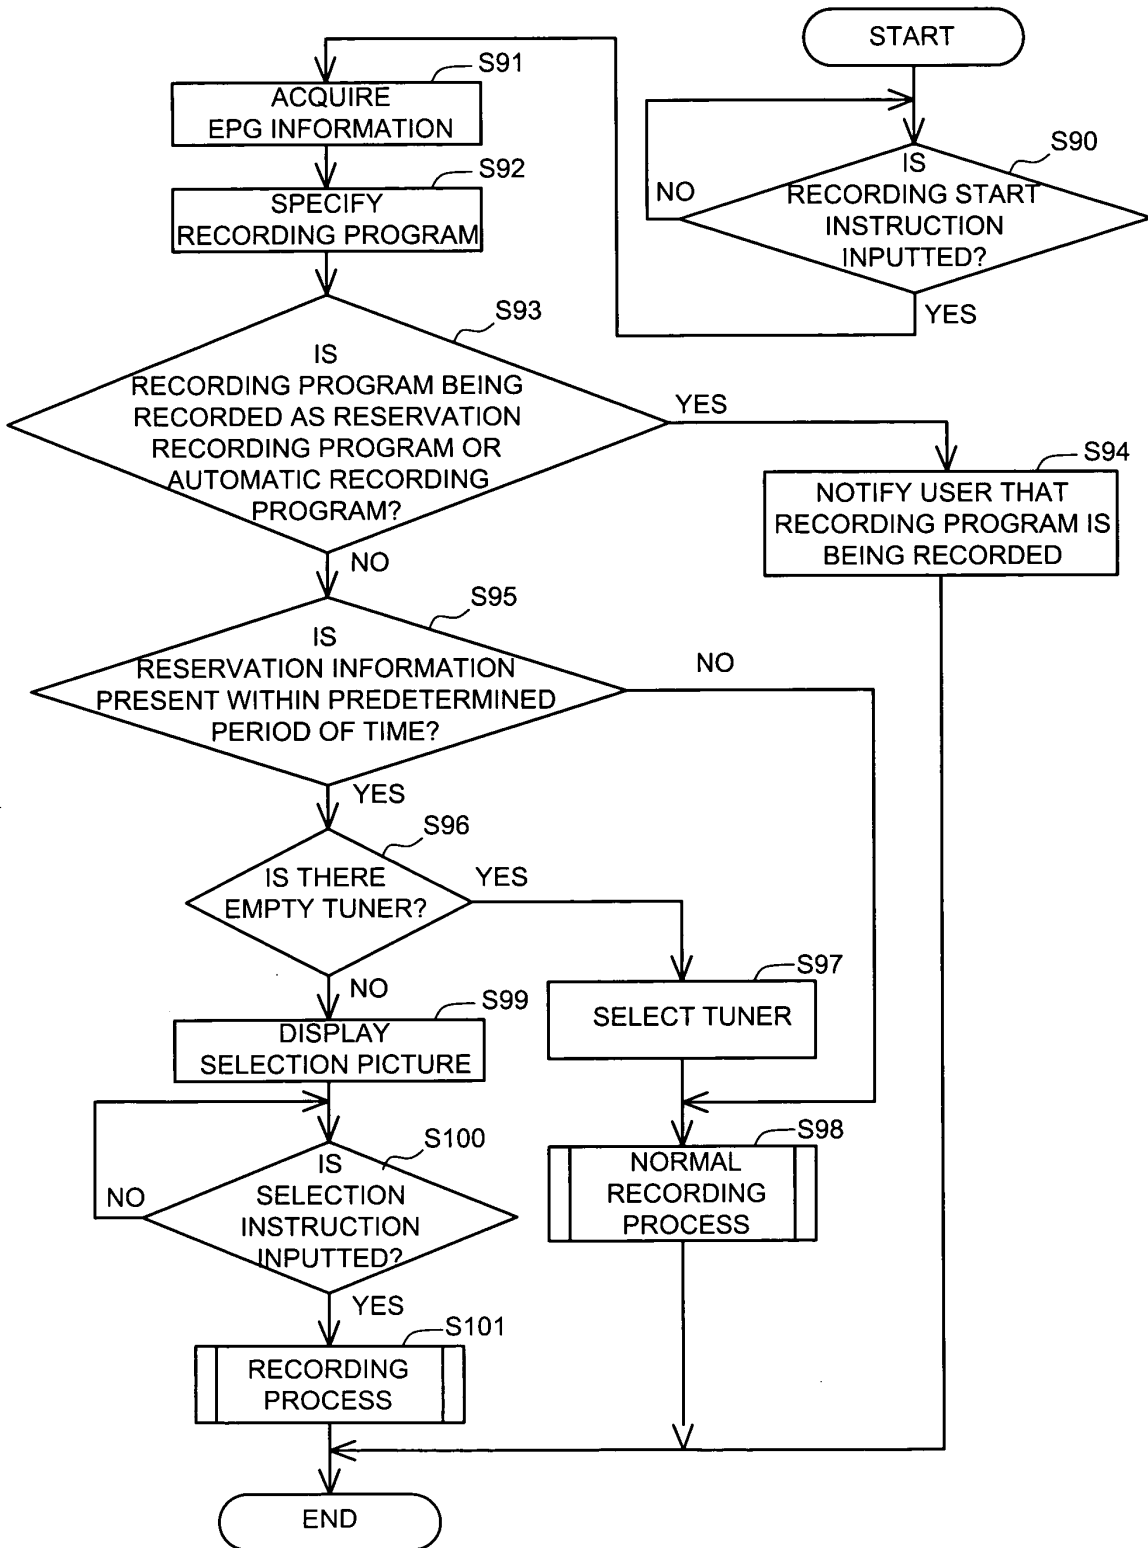 START
S90
IS
RECORDING START
INSTRUCTION
INPUTTED?
NO
YES
S91
ACQUIRE
EPG INFORMATION
S92
SPECIFY
RECORDING PROGRAM
S93
IS
RECORDING PROGRAM BEING
RECORDED AS RESERVATION
RECORDING PROGRAM OR
AUTOMATIC RECORDING
PROGRAM?
YES
NO
S94
NOTIFY USER THAT
RECORDING PROGRAM IS
BEING RECORDED
S95
IS
RESERVATION INFORMATION
PRESENT WITHIN PREDETERMINED
PERIOD OF TIME?
NO
YES
S96
IS THERE
EMPTY TUNER?
YES
NO
S97
SELECT TUNER
S98
NORMAL
RECORDING
PROCESS
S99
DISPLAY
SELECTION PICTURE
S100
IS
SELECTION
INSTRUCTION
INPUTTED?
NO
YES
S101
RECORDING
PROCESS
END